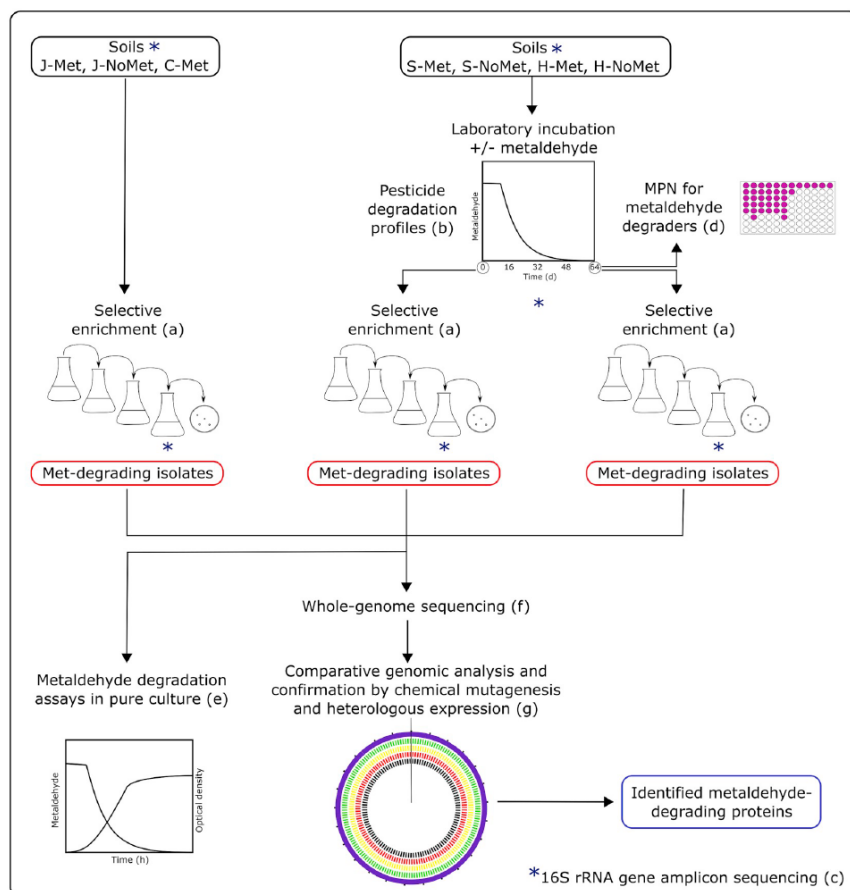 Soils *
J-Met, J-NoMet, C-Met
Soils *
S-Met, S-NoMet, H-Met, H-NoMet
Laboratory incubation
+/- metaldehyde
Pesticide
degradation
profiles (b)
Metaldehyde
0 16 32 48 64
Time (d)
MPN for
metaldehyde
degraders (d)
*
Selective
enrichment (a)
*
Met-degrading isolates
Selective
enrichment (a)
*
Met-degrading isolates
Selective
enrichment (a)
*
Met-degrading isolates
Whole-genome sequencing (f)
Metaldehyde degradation
assays in pure culture (e)
Metaldehyde
Optical density
Time (h)
Comparative genomic analysis and
confirmation by chemical mutagenesis
and heterologous expression (g)
Identified metaldehyde-
degrading proteins
*16S rRNA gene amplicon sequencing (c)